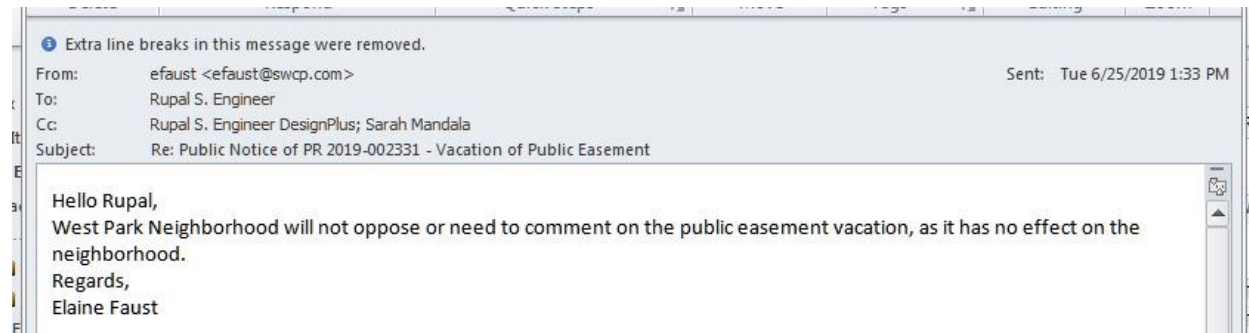 Extra line breaks in this message were removed.
From: efaust <efaust@swcp.com> Sent: Tue 6/25/2019 1:33 PM
To: Rupal S. Engineer
Cc: Rupal S. Engineer DesignPlus; Sarah Mandala
Subject: Re: Public Notice of PR 2019-002331 - Vacation of Public Easement
Hello Rupal,
West Park Neighborhood will not oppose or need to comment on the public easement vacation, as it has no effect on the
neighborhood.
Regards,
Elaine Faust